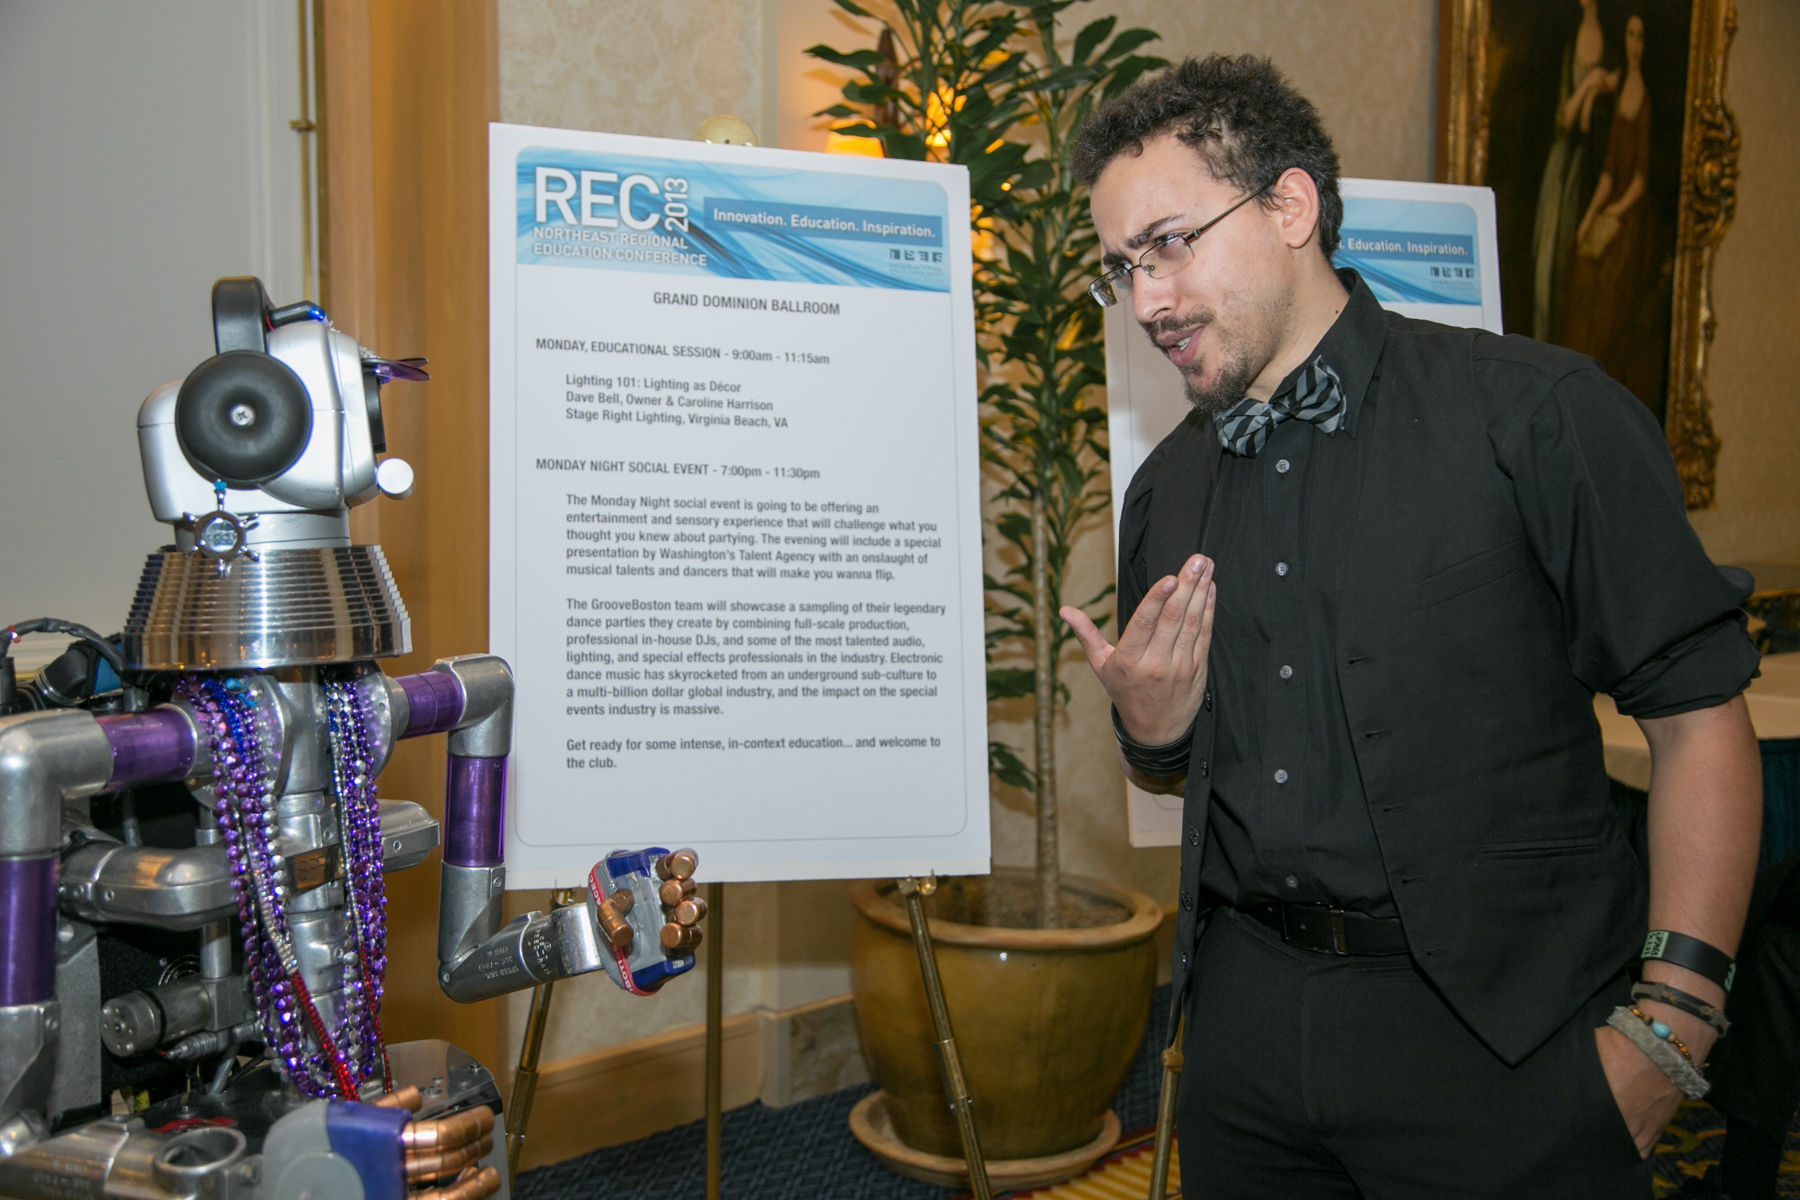 REC 2013
NORTHEAST REGIONAL
EDUCATION CONFERENCE
Innovation. Education. Inspiration.
GRAND DOMINION BALLROOM
MONDAY, EDUCATIONAL SESSION - 9:00am - 11:15am
Lighting 101: Lighting as Décor
Dave Bell, Owner & Caroline Harrison
Stage Right Lighting, Virginia Beach, VA
MONDAY NIGHT SOCIAL EVENT - 7:00pm - 11:30pm
The Monday Night social event is going to be offering an
entertainment and sensory experience that will challenge what you
thought you knew about partying. The evening will include a special
presentation by Washington's Talent Agency with an onslaught of
musical talents and dancers that will make you wanna flip.
The GrooveBoston team will showcase a sampling of their legendary
dance parties they create by combining full-scale production,
professional in-house DJs, and some of the most talented audio,
lighting, and special effects professionals in the industry. Electronic
dance music has skyrocketed from an underground sub-culture to
a multi-billion dollar global industry, and the impact on the special
events industry is massive.
Get ready for some intense, in-context education... and welcome to
the club.
Education. Inspiration.